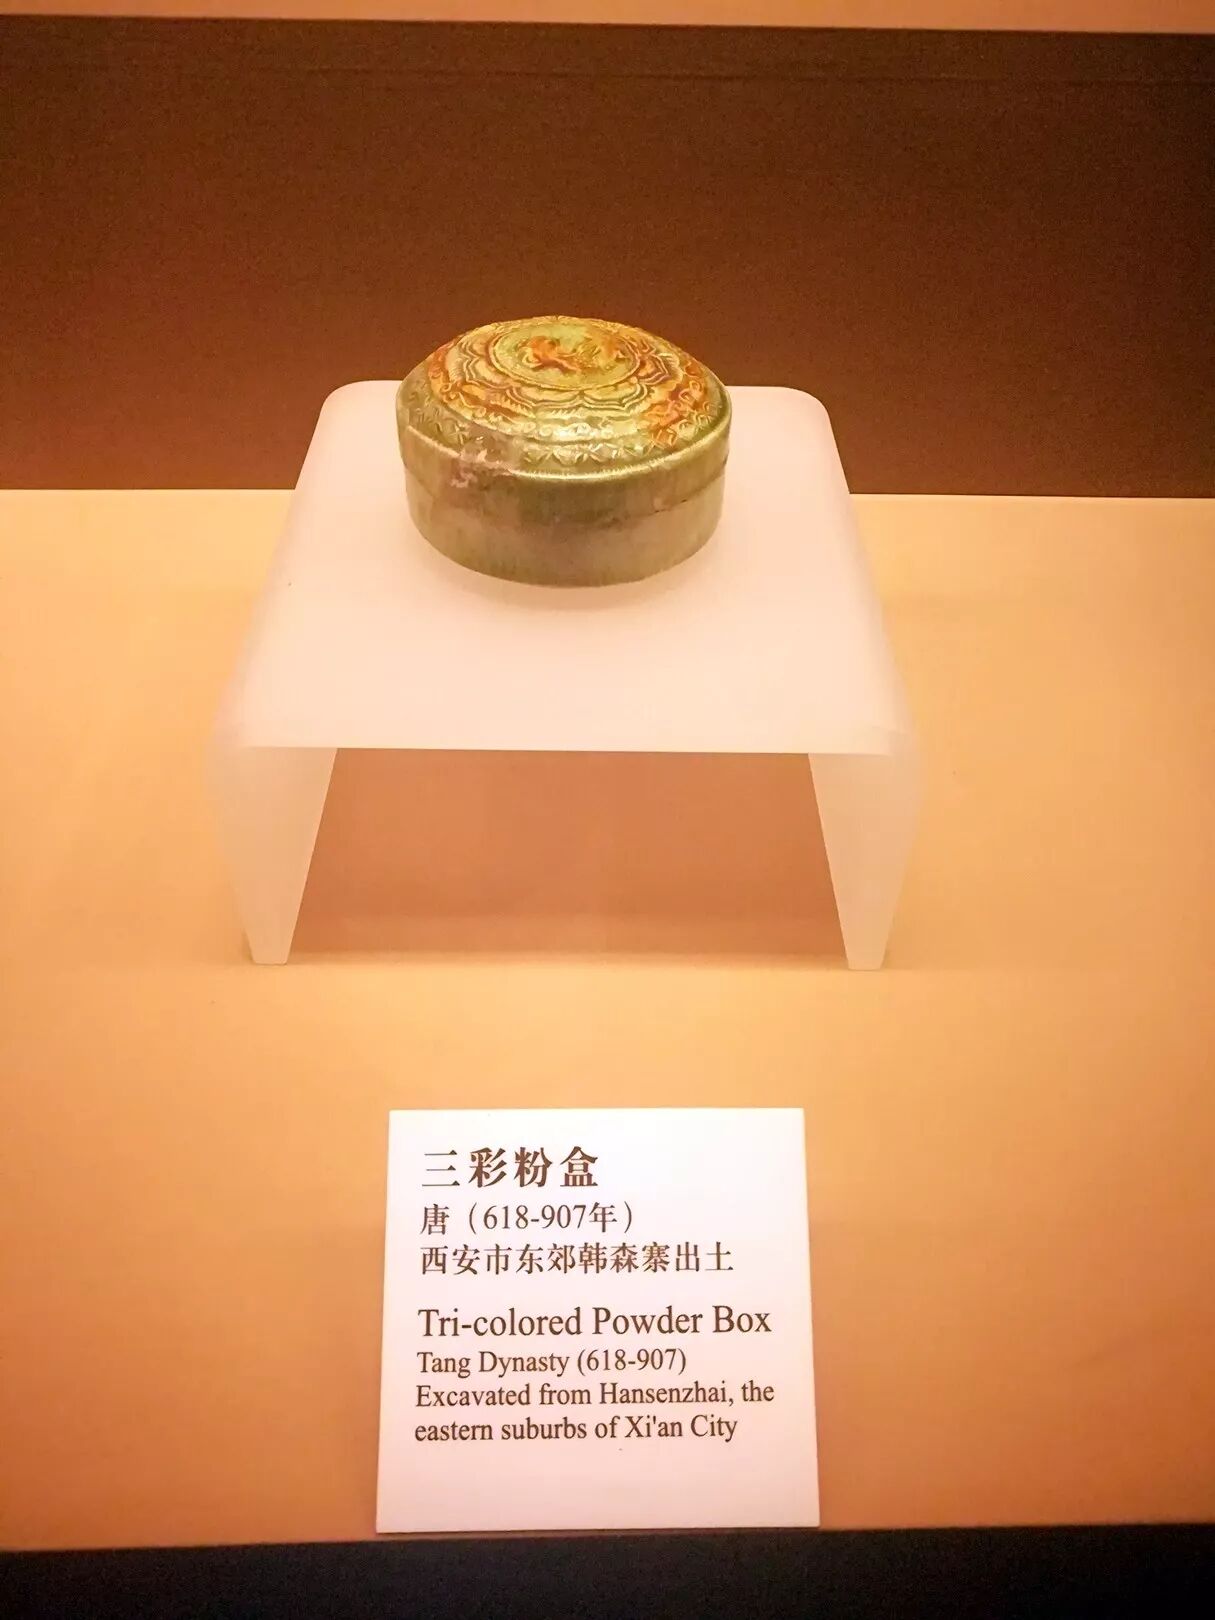 三彩粉盒
唐（618-907年）
西安市东郊韩森寨出土
Tri-colored Powder Box
Tang Dynasty (618-907)
Excavated from Hansenzhai, the
eastern suburbs of Xi'an City